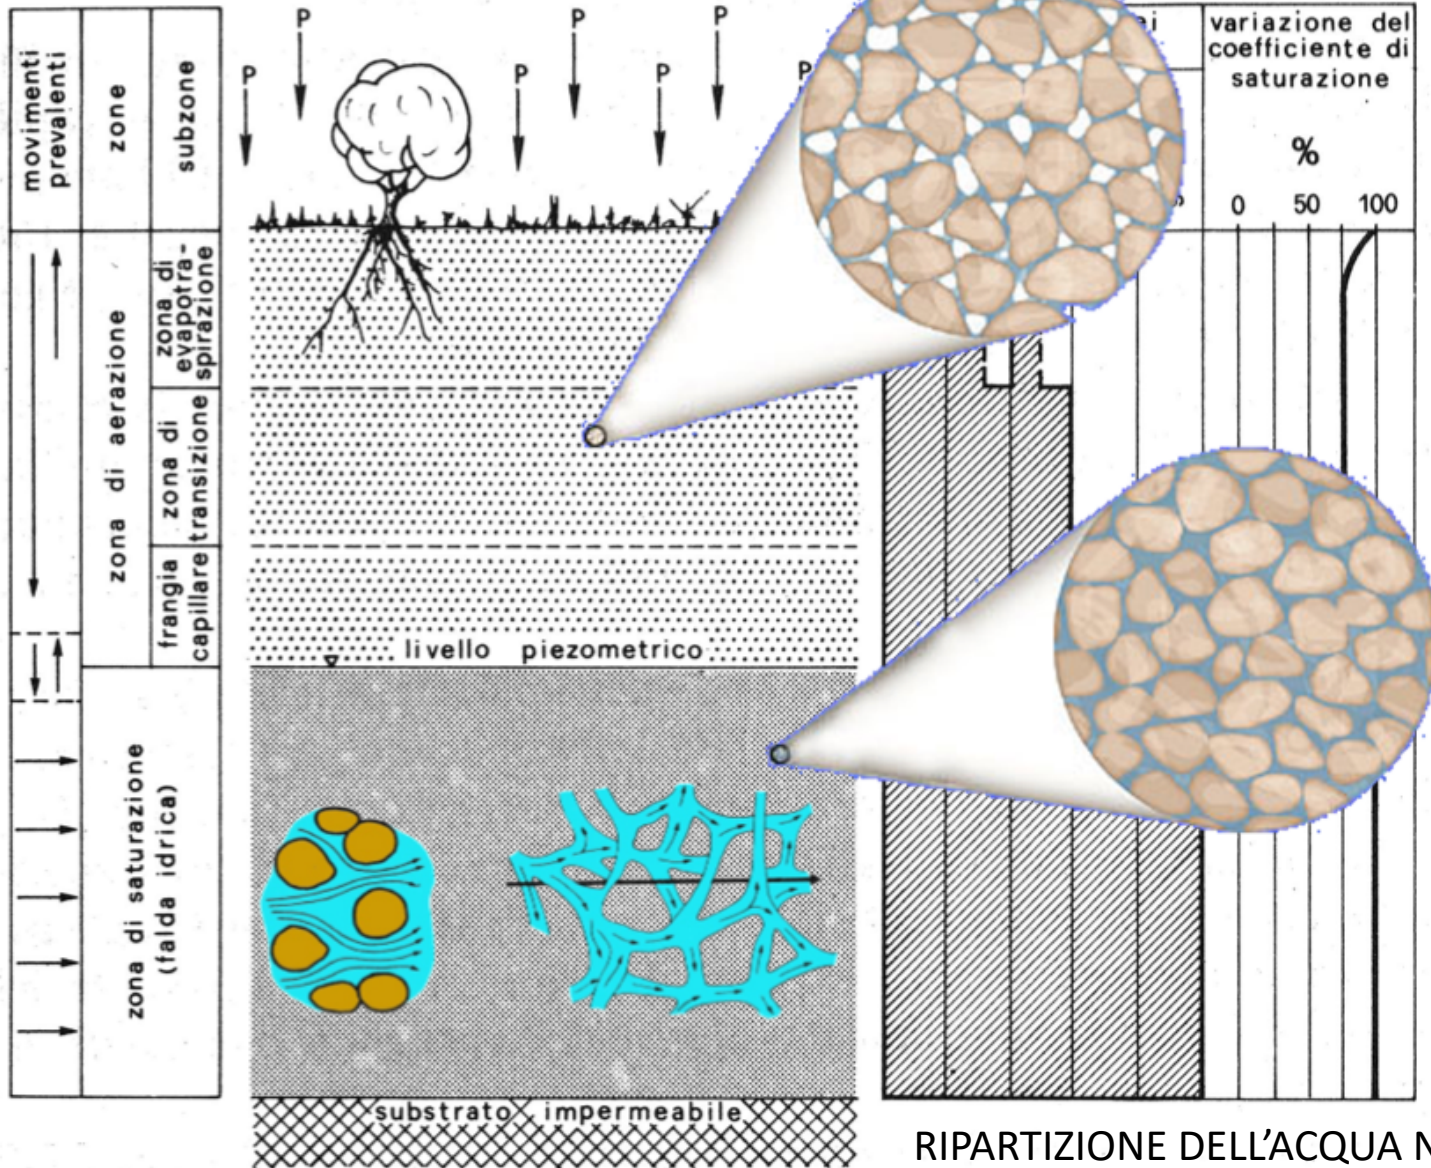 movimenti
prevalenti
zone
subzone
P
P
P
P
P
P
P
variazione del
coefficiente di
saturazione
%
0 50 100
zona di aerazione
zona di
evapotra-
spirazione
zona di
transizione
frangia
capillare
livello piezometrico
zona di saturazione
(falda idrica)
substrato impermeabile
RIPARTIZIONE DELL’ACQUA N